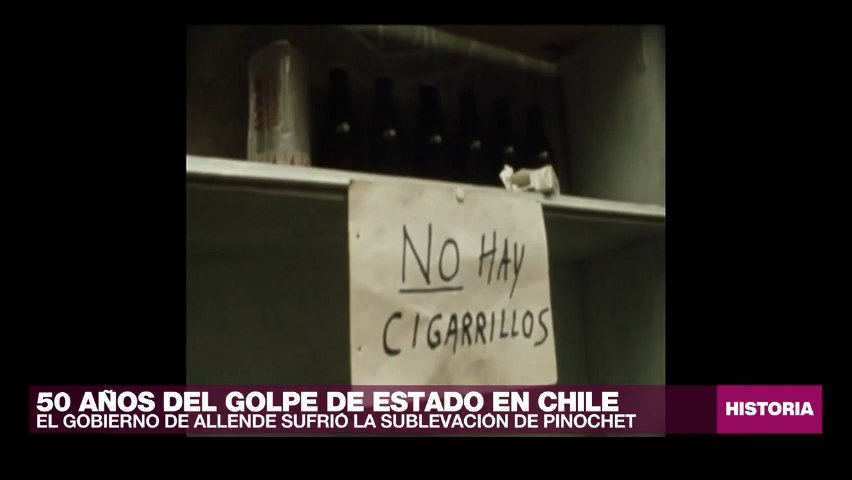 NO HAY
CIGARRILLOS
50 AÑOS DEL GOLPE DE ESTADO EN CHILE
EL GOBIERNO DE ALLENDE SUFRIÓ LA SUBLEVACIÓN DE PINOCHET
HISTORIA